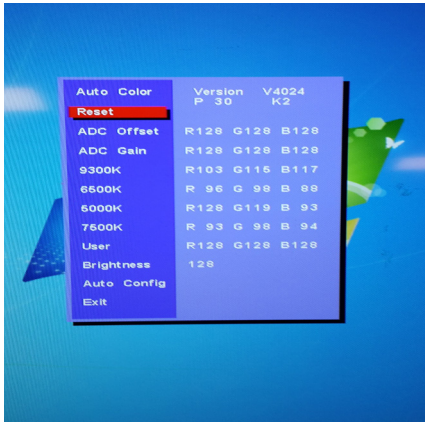 Auto Color Version V4024
P 30 K2
Reset
ADC Offset R128 G128 B128
ADC Gain R128 G128 B128
9300K R103 G115 B117
6500K R 96 G 98 B 88
5000K R128 G119 B 93
7500K R 93 G 98 B 94
User R128 G128 B128
Brightness 128
Auto Config
Exit